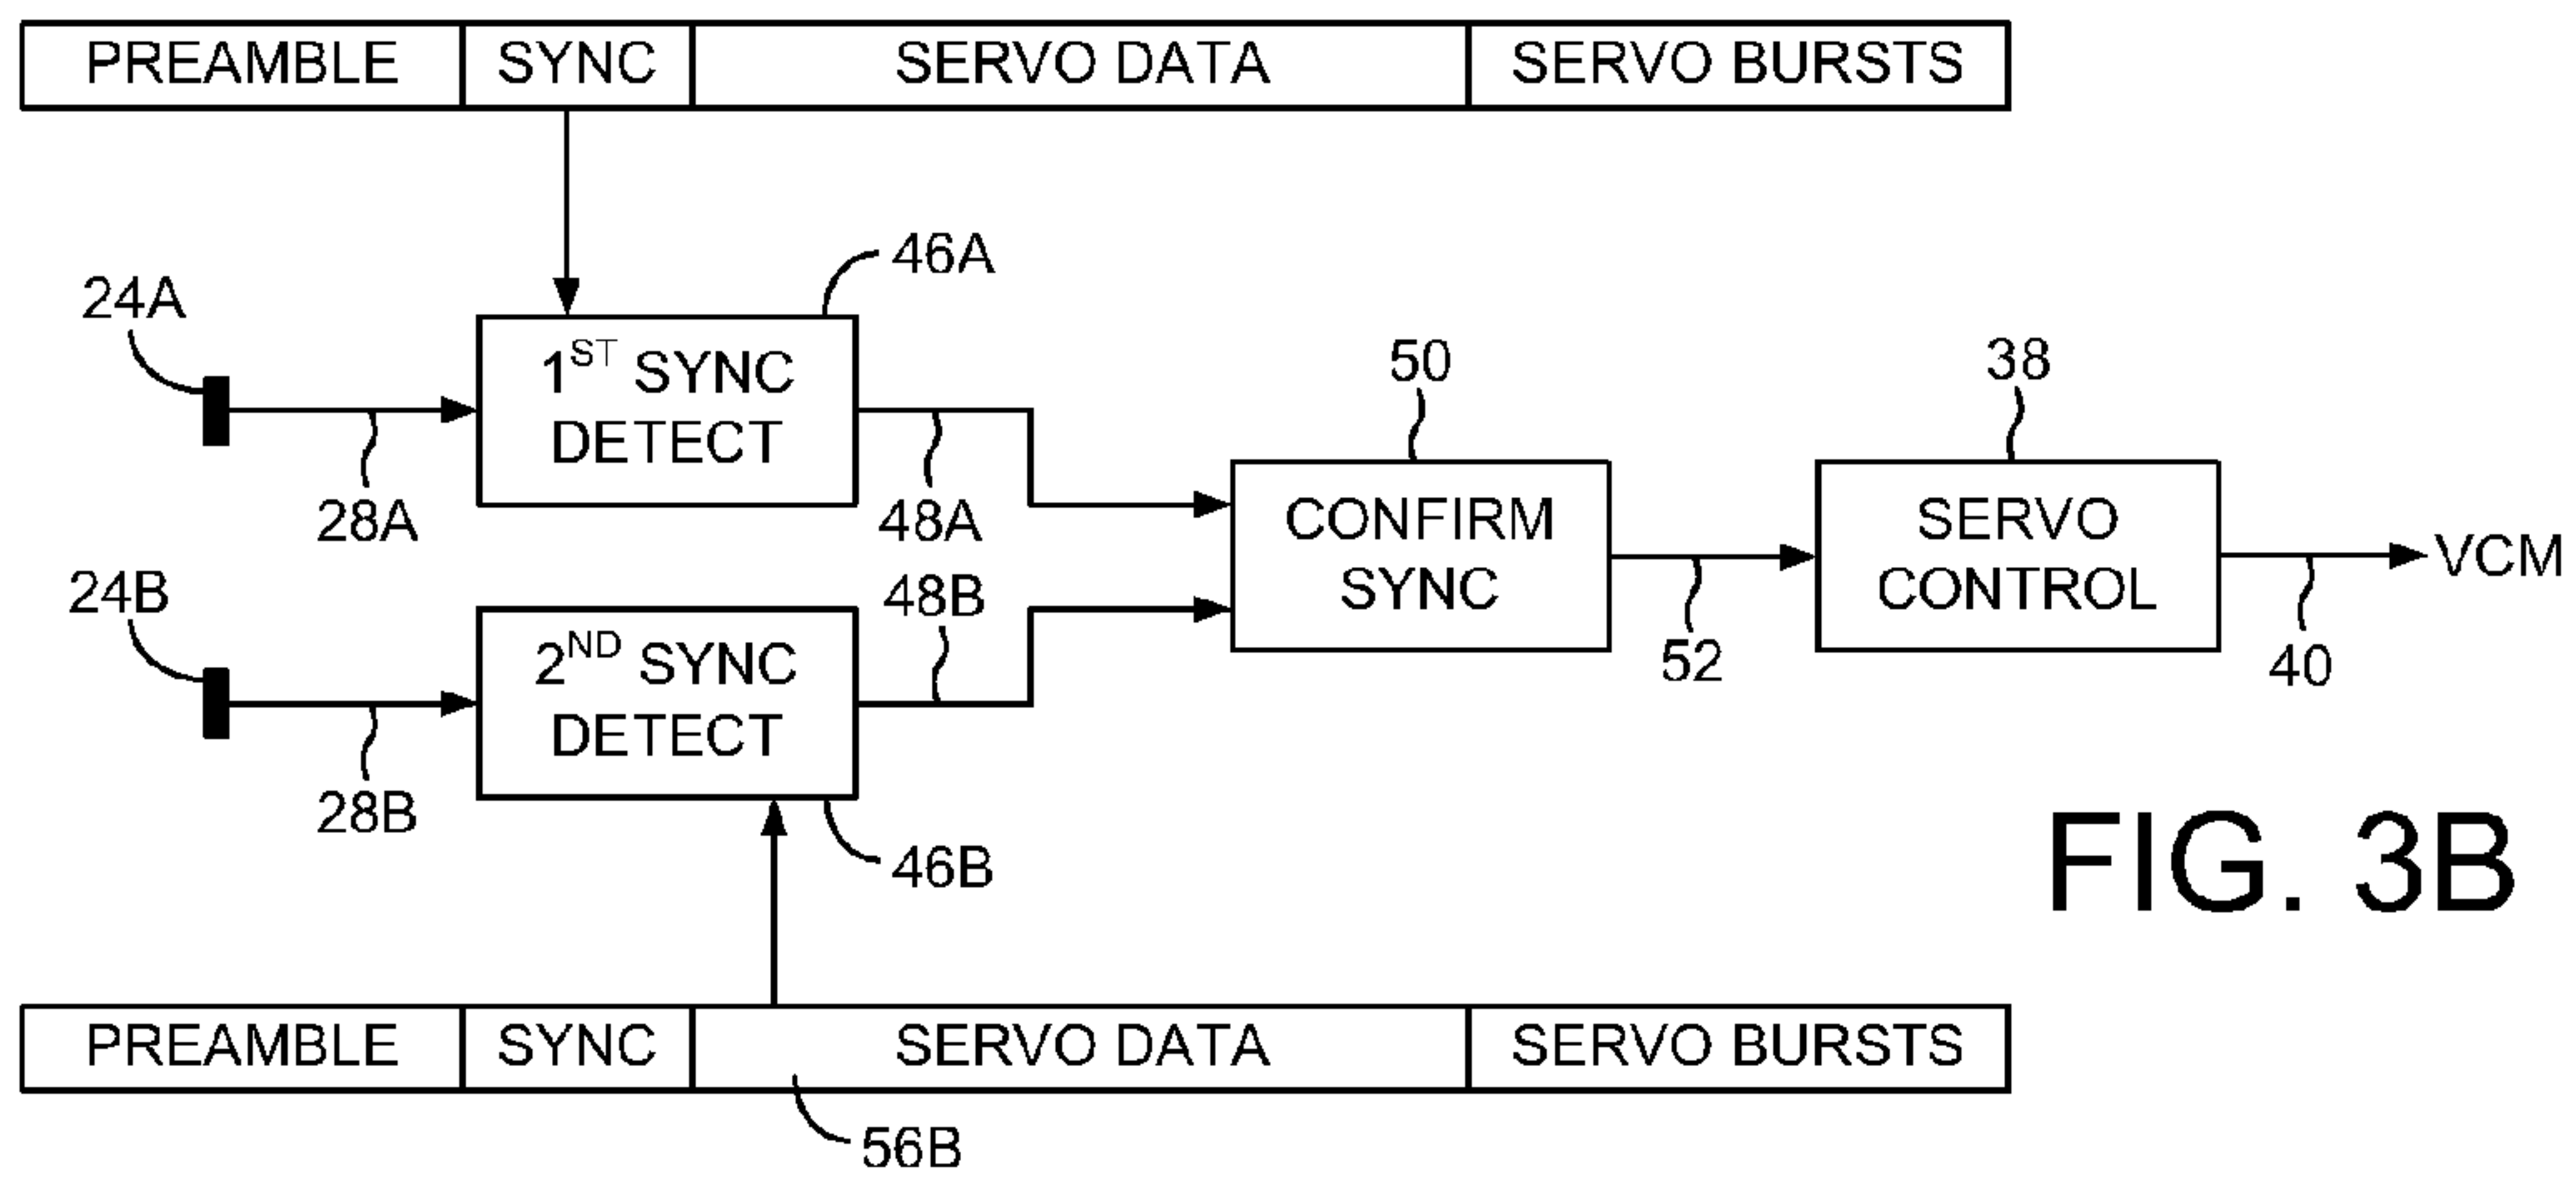 PREAMBLE SYNC SERVO DATA SERVO BURSTS
46A
24A
1ST SYNC
DETECT
28A
48A
50
38
CONFIRM
SYNC
SERVO
CONTROL
VCM
52
40
24B
48B
2ND SYNC
DETECT
28B
46B
FIG. 3B
PREAMBLE SYNC SERVO DATA SERVO BURSTS
56B